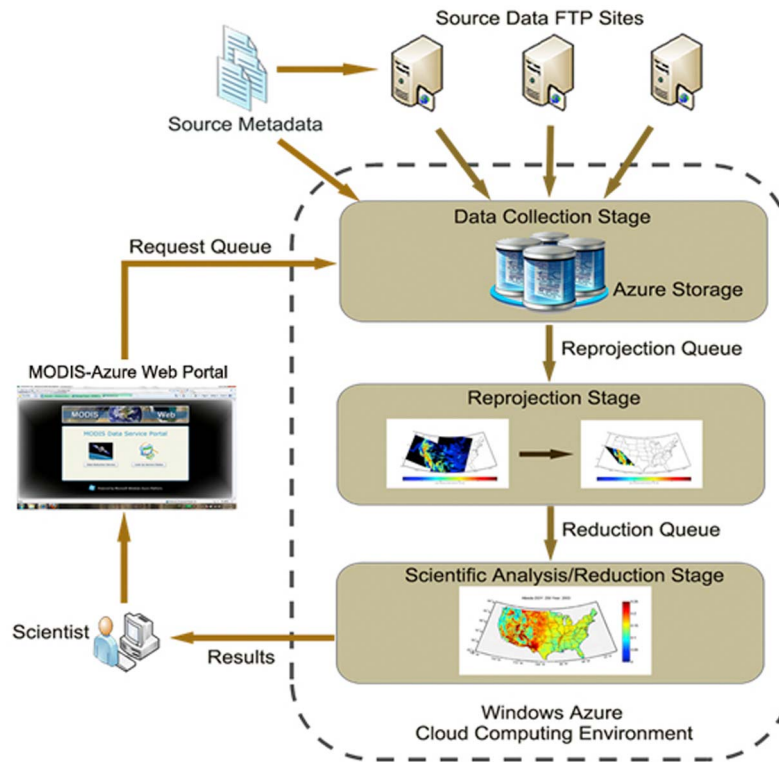 Source Data FTP Sites
Source Metadata
Data Collection Stage
Request Queue
Azure Storage
Reprojection Queue
MODIS-Azure Web Portal
MODIS
Web
MODIS Data Service Portal
Reprojection Stage
Reduction Queue
Scientific Analysis/Reduction Stage
Scientist
Results
Windows Azure
Cloud Computing Environment